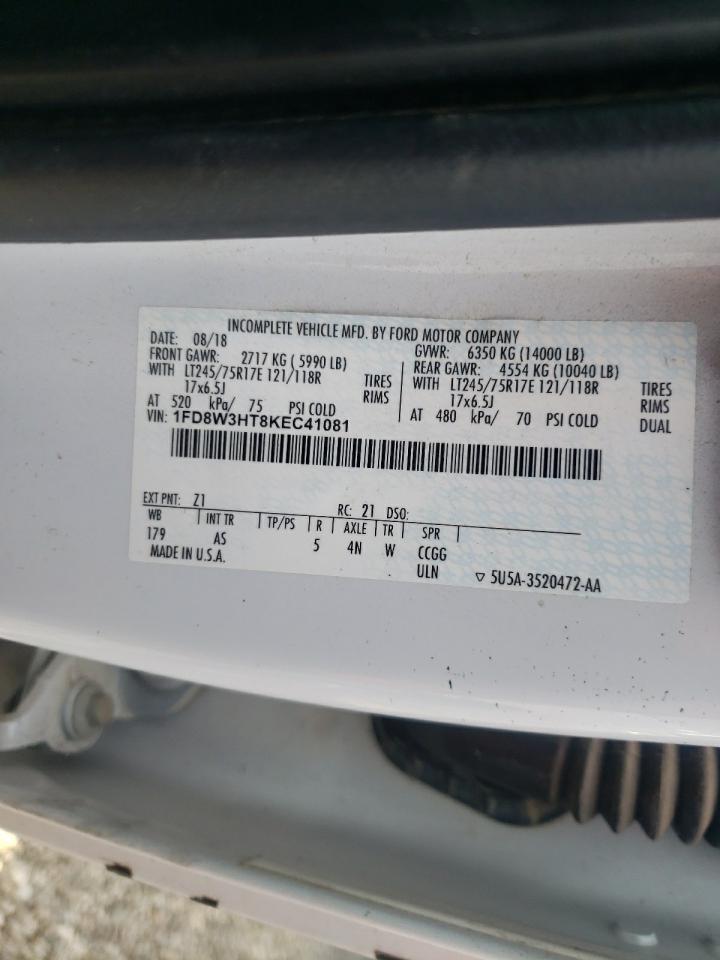 INCOMPLETE VEHICLE MFD. BY FORD MOTOR COMPANY
DATE: 08/18 GVWR: 6350 KG (14000 LB)
FRONT GAWR: 2717 KG ( 5990 LB) REAR GAWR: 4554 KG (10040 LB)
WITH LT245/75R17E 121/118R TIRES WITH LT245/75R17E 121/118R TIRES
17x6.5J RIMS 17x6.5J RIMS
AT 520 kPa/ 75 PSI COLD AT 480 kPa/ 70 PSI COLD DUAL
VIN: 1FD8W3HT8KEC41081
EXT PNT: Z1 RC: 21 DSO:
WB INT TR TP/PS R AXLE TR SPR
179 AS 5 4N W CCGG
MADE IN U.S.A. ULN ▽ 5U5A-3520472-AA